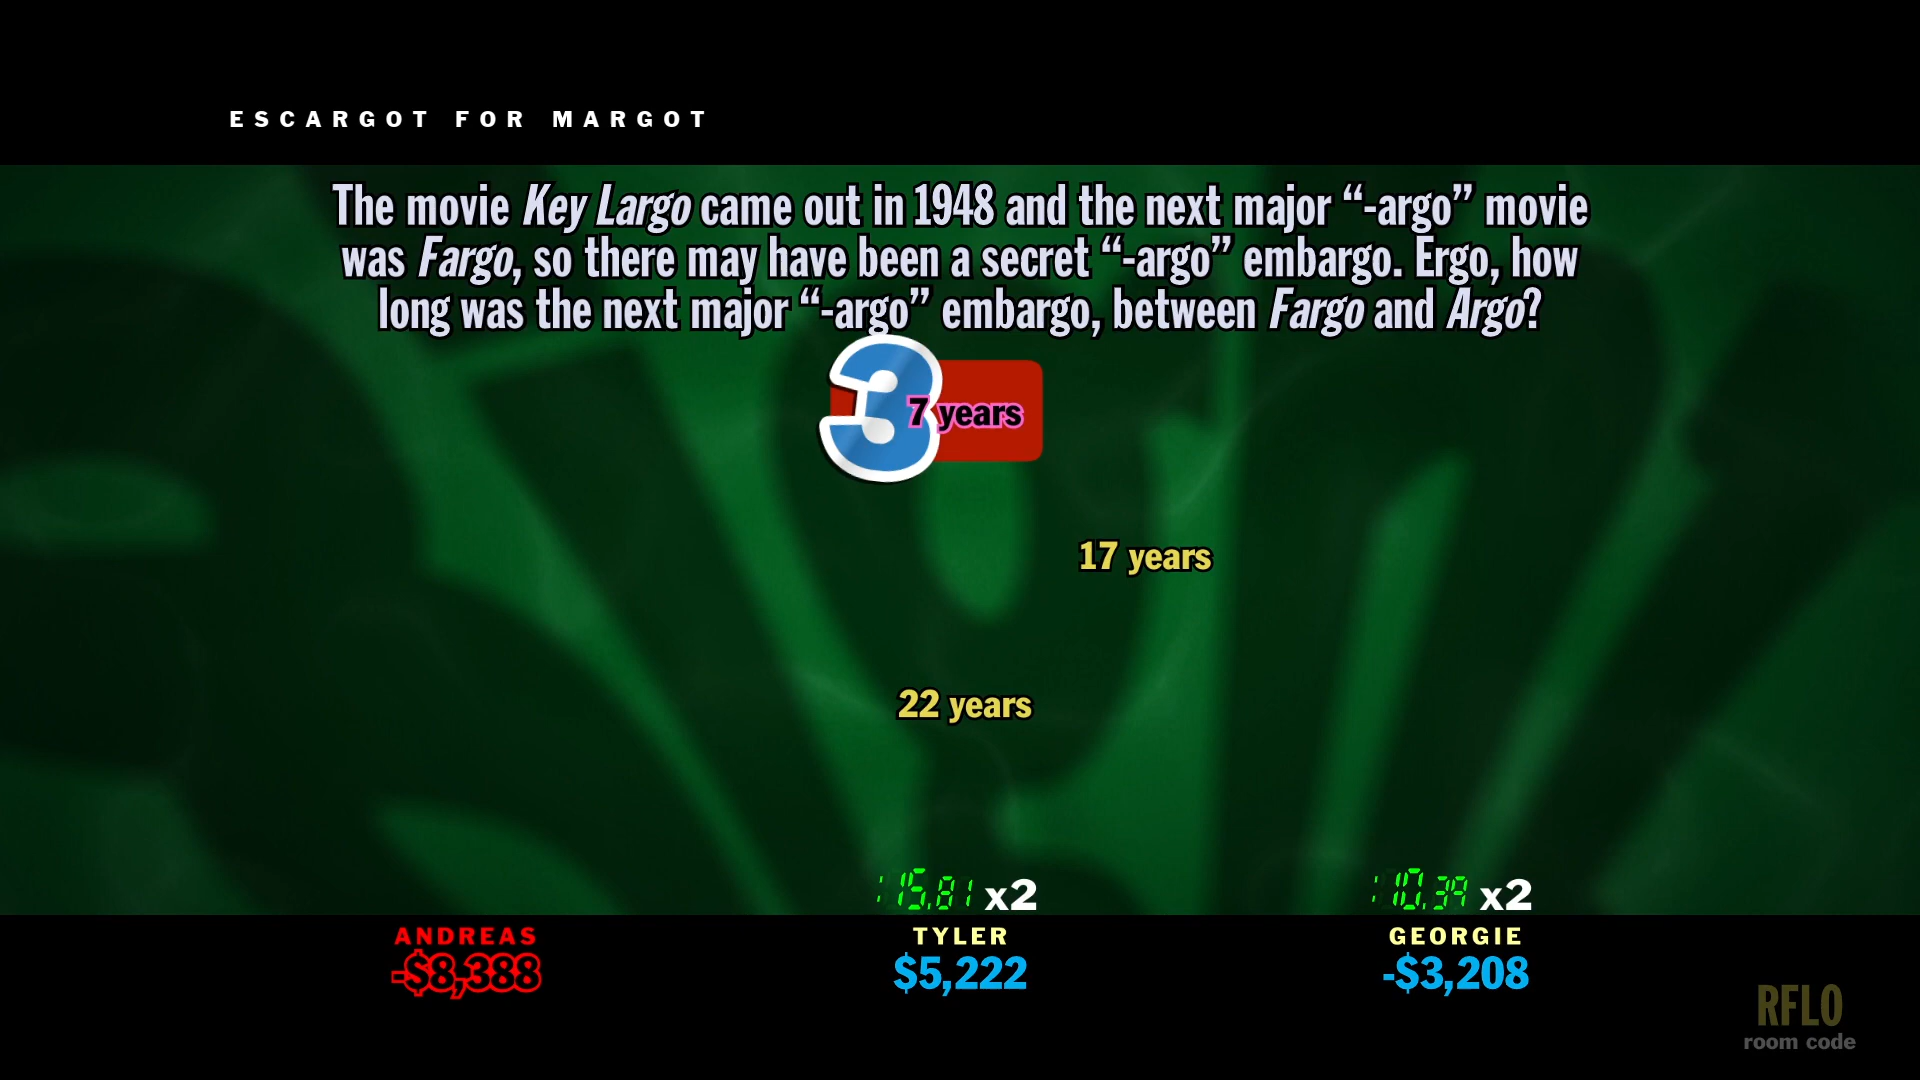 ESCARGOT FOR MARGOT
The movie Key Largo came out in 1948 and the next major “-argo” movie
was Fargo, so there may have been a secret “-argo” embargo. Ergo, how
long was the next major “-argo” embargo, between Fargo and Argo?
3
7 years
17 years
22 years
15.81 x2
10.39 x2
ANDREAS
TYLER
GEORGIE
-$8,388
$5,222
-$3,208
RFLO
room code